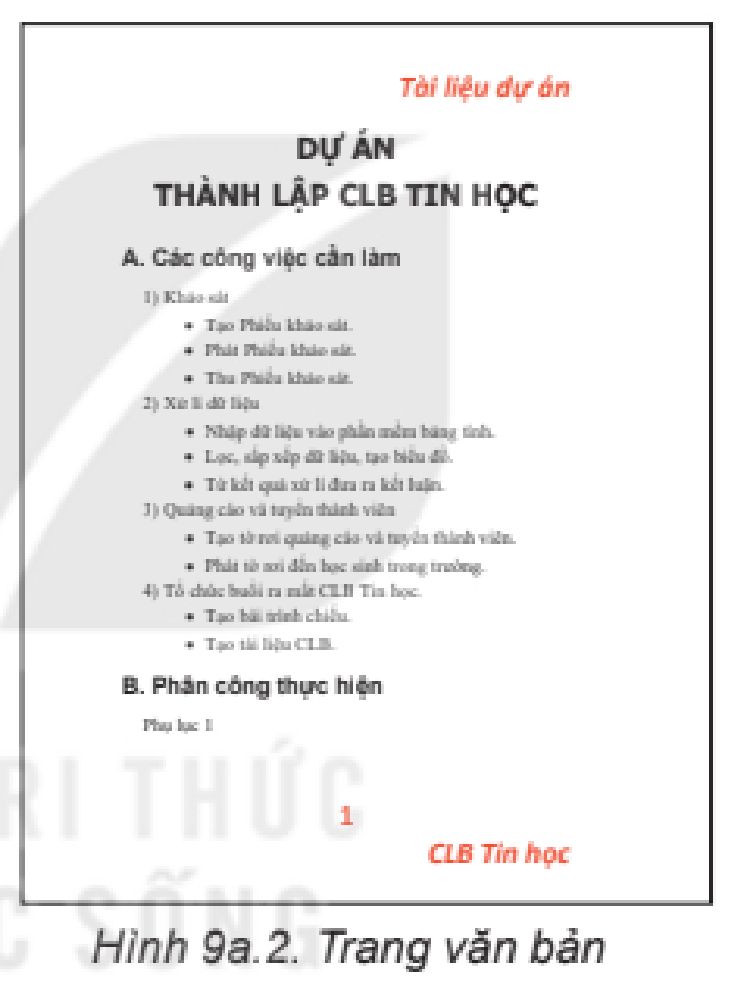 Tài liệu dự án
DỰ ÁN
THÀNH LẬP CLB TIN HỌC
A. Các công việc cần làm
1) Khảo sát
• Tạo Phiếu khảo sát.
• Phát Phiếu khảo sát.
• Thu Phiếu khảo sát.
2) Xử lí dữ liệu
• Nhập dữ liệu vào phần mềm bảng tính.
• Lọc, sắp xếp dữ liệu, tạo biểu đồ.
• Từ kết quả xử lí đưa ra kết luận.
3) Quảng cáo và tuyển thành viên
• Tạo tờ rơi quảng cáo và tuyển thành viên.
• Phát tờ rơi đến học sinh trong trường.
4) Tổ chức buổi ra mắt CLB Tin học.
• Tạo bài trình chiếu.
• Tạo tài liệu CLB.
B. Phân công thực hiện
Phụ lục 1
RI THỨC
1
CLB Tin học
C SỐNG
Hình 9a.2. Trang văn bản